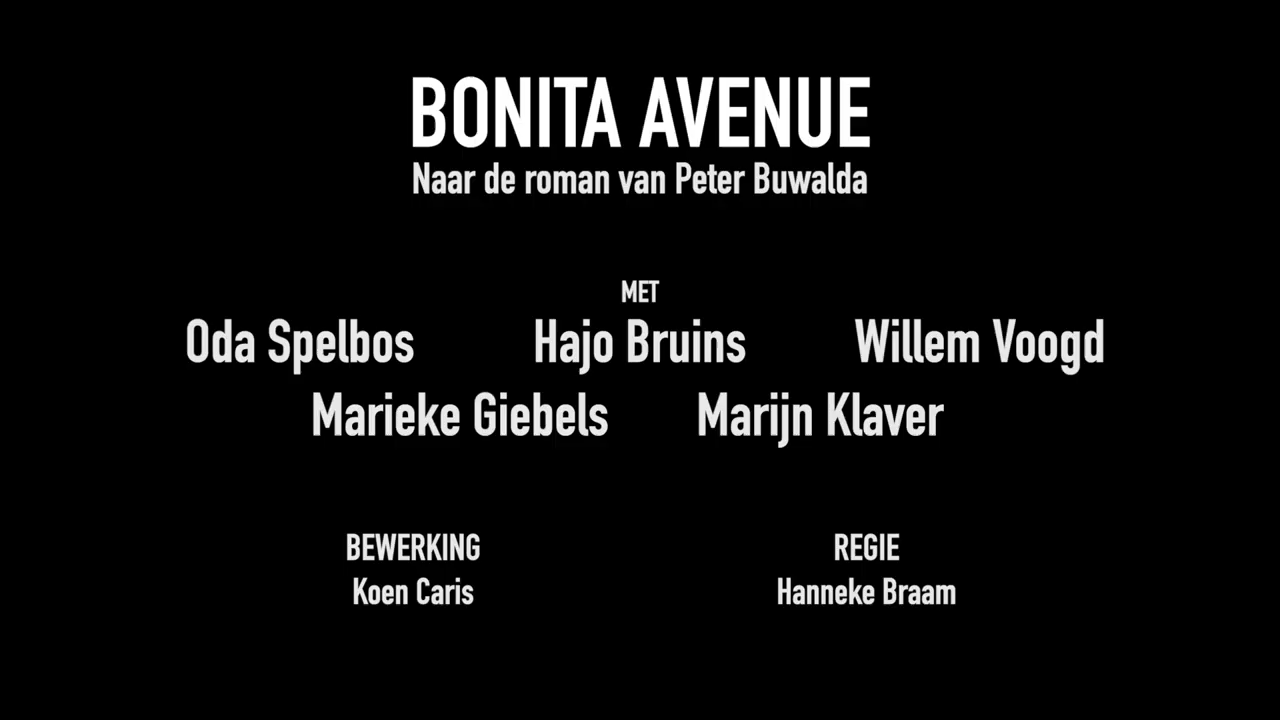 BONITA AVENUE
Naar de roman van Peter Buwalda
MET
Oda Spelbos Hajo Bruins Willem Voogd
Marieke Giebels Marijn Klaver
BEWERKING REGIE
Koen Caris Hanneke Braam